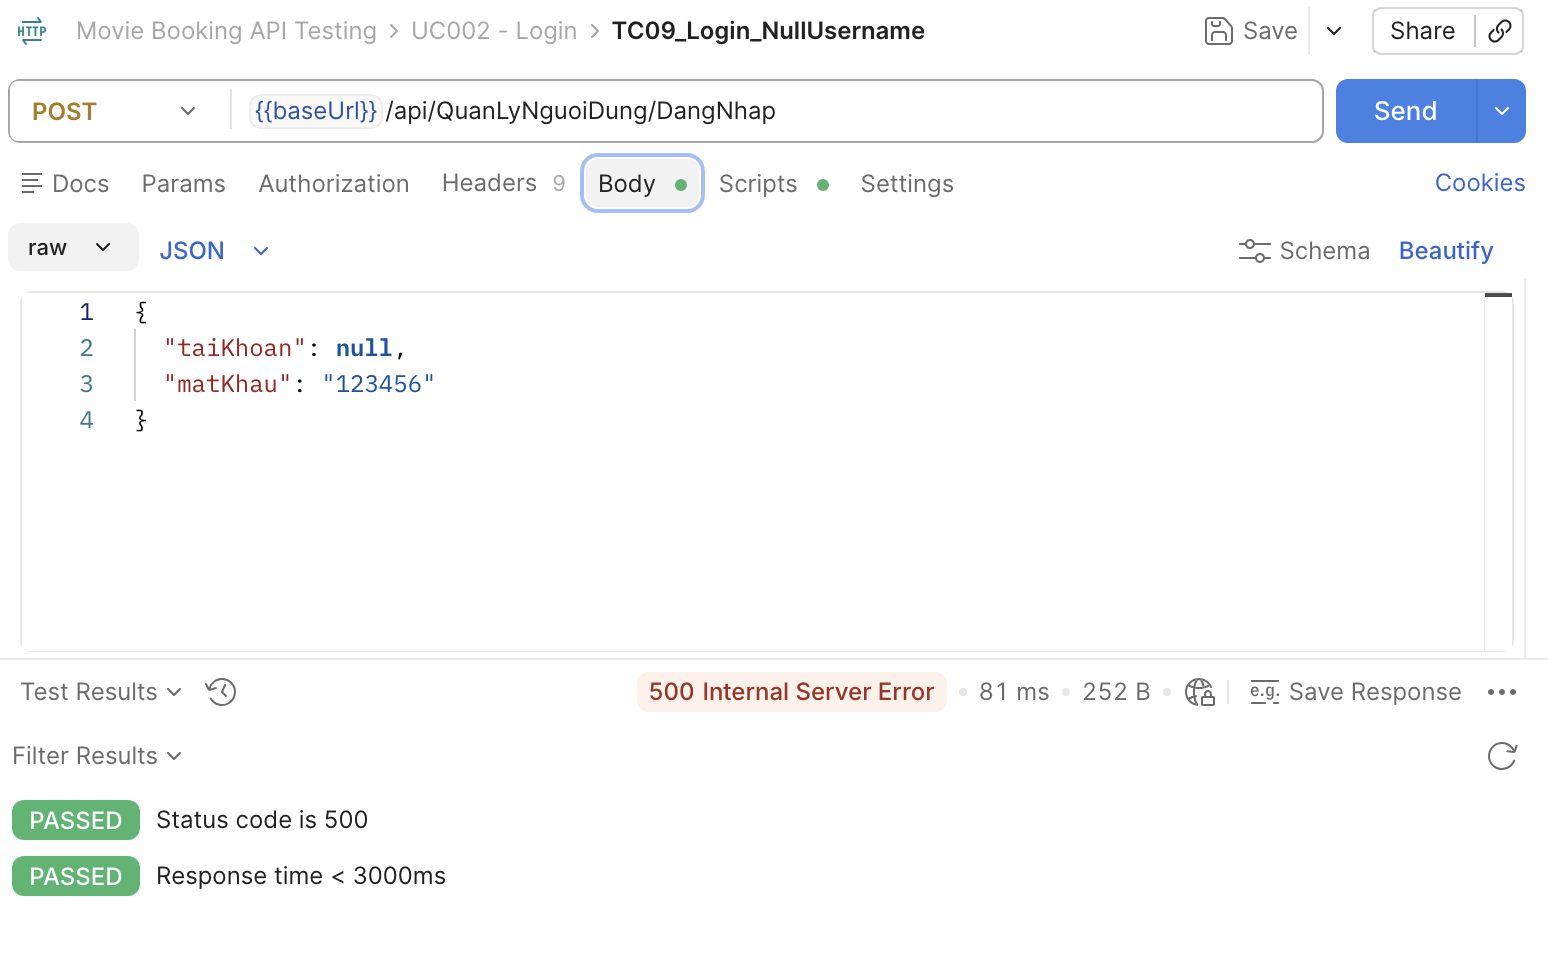 HTTP Movie Booking API Testing > UC002 - Login > TC09_Login_NullUsername Save Share
POST {{baseUrl}}/api/QuanLyNguoiDung/DangNhap Send
Docs Params Authorization Headers 9 Body Scripts Settings Cookies
raw JSON Schema Beautify
1 {
2 "taiKhoan": null,
3 "matKhau": "123456"
4 }
Test Results 500 Internal Server Error • 81 ms • 252 B • e.g. Save Response
Filter Results
PASSED Status code is 500
PASSED Response time < 3000ms